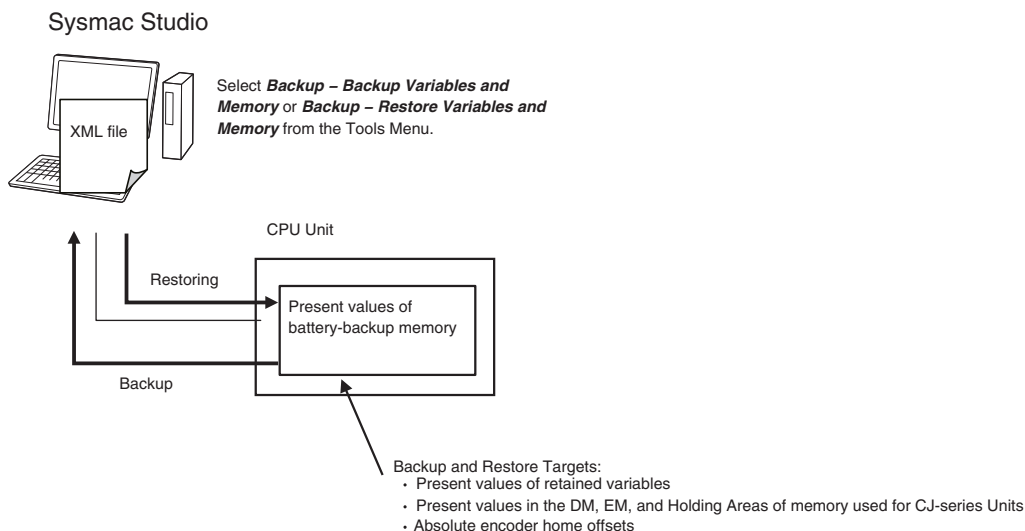 Sysmac Studio
Select Backup – Backup Variables and
Memory or Backup – Restore Variables and
Memory from the Tools Menu.
XML file
CPU Unit
Restoring
Present values of
battery-backup memory
Backup
Backup and Restore Targets:
• Present values of retained variables
• Present values in the DM, EM, and Holding Areas of memory used for CJ-series Units
• Absolute encoder home offsets